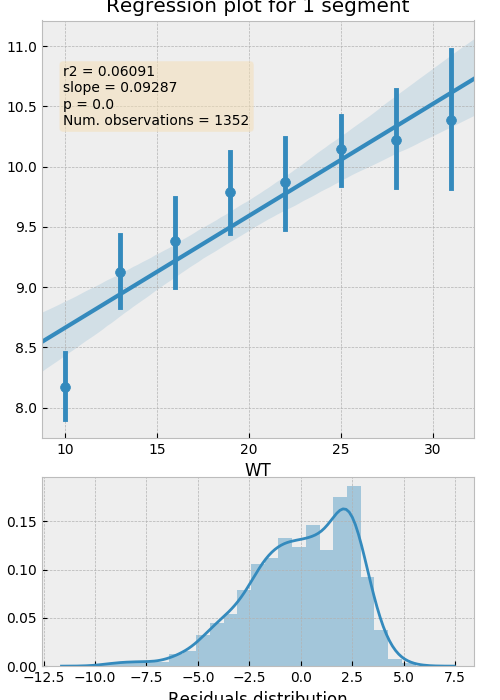 Regression plot for 1 segment
11.0
10.5
10.0
9.5
9.0
8.5
8.0
r2 = 0.06091
slope = 0.09287
p = 0.0
Num. observations = 1352
10 15 20 25 30
WT
0.15
0.10
0.05
0.00
−12.5 −10.0 −7.5 −5.0 −2.5 0.0 2.5 5.0 7.5
Residuals distribution